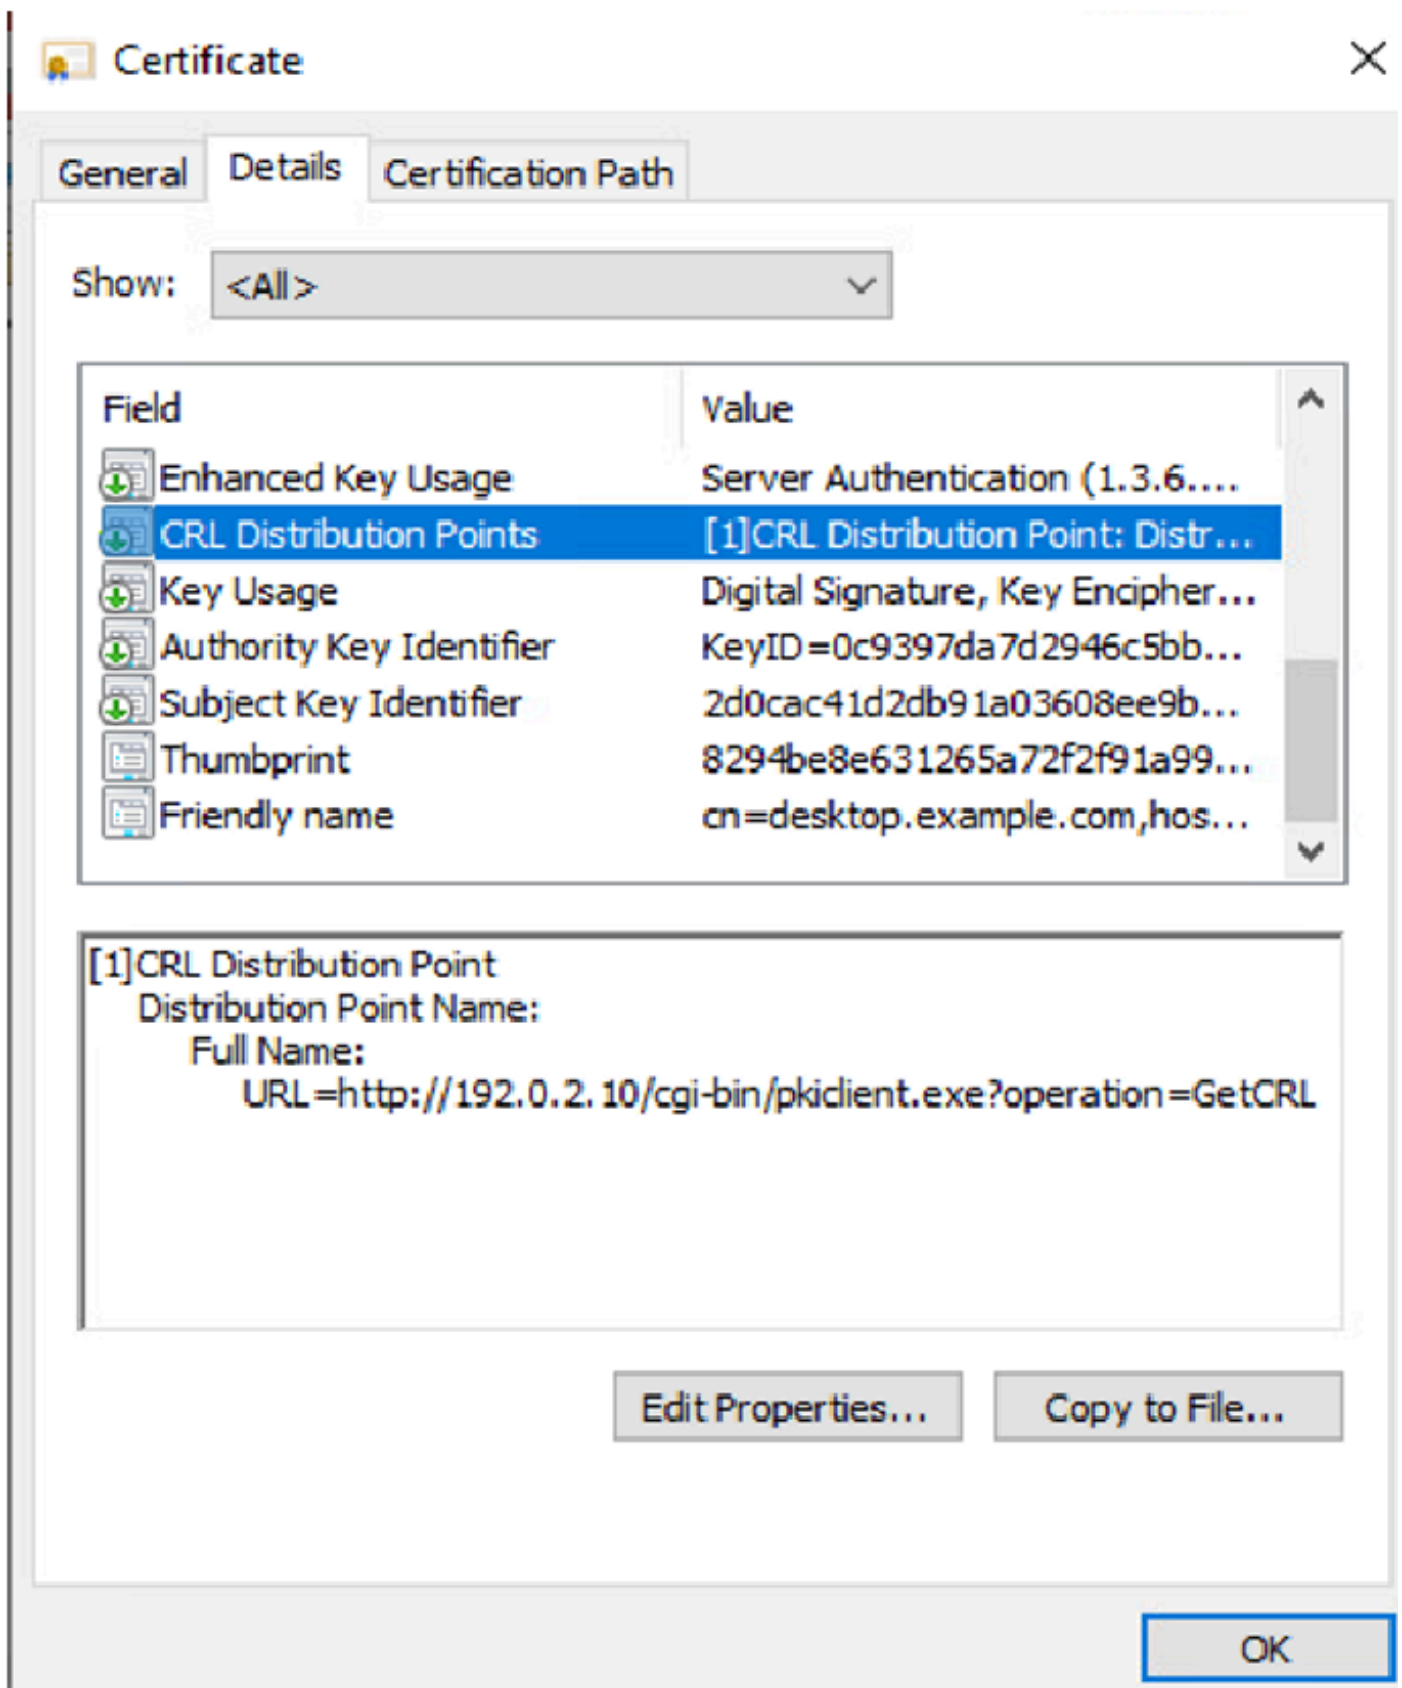 Certificate
General Details Certification Path
Show: <All>
Field Value
Enhanced Key Usage Server Authentication (1.3.6....
CRL Distribution Points [1]CRL Distribution Point: Distr...
Key Usage Digital Signature, Key Encipher...
Authority Key Identifier KeyID=0c9397da7d2946c5bb...
Subject Key Identifier 2d0cac41d2db91a03608ee9b...
Thumbprint 8294be8e631265a72f2f91a99...
Friendly name cn=desktop.example.com,hos...
[1]CRL Distribution Point
Distribution Point Name:
Full Name:
URL=http://192.0.2.10/cgi-bin/pkiclient.exe?operation=GetCRL
Edit Properties... Copy to File...
OK